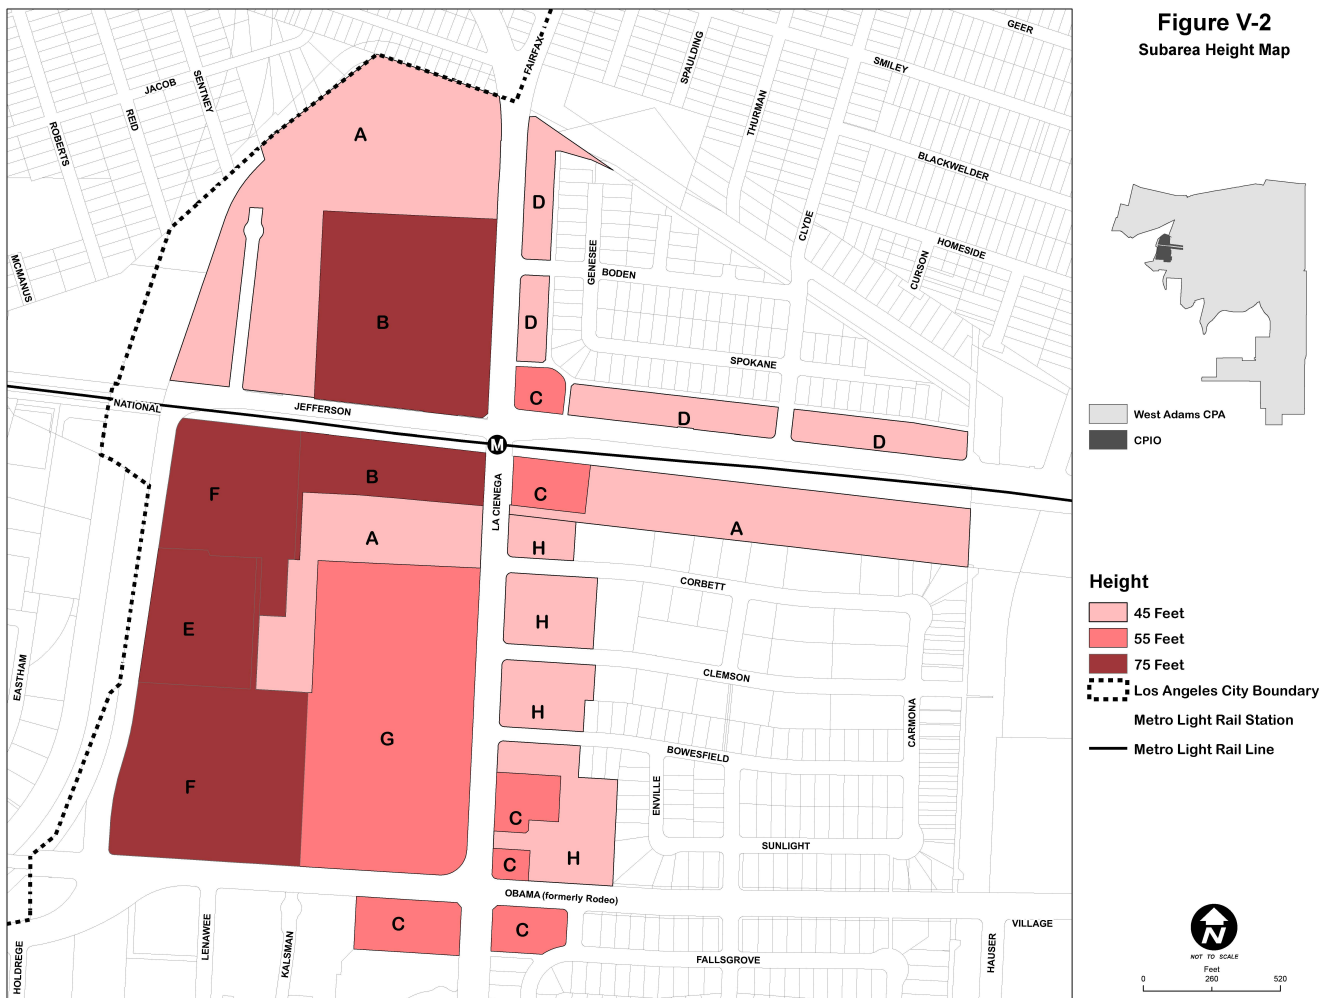 Figure V-2
Subarea Height Map
GEER
FAIRFAX
SPAULDING
SMILEY
SENTNEY
JACOB
REID
THURMAN
ROBERTS
A
BLACKWELDER
D
CLYDE
HOMESIDE
GENESEE
CURSON
MCMANUS
BODEN
B
D
SPOKANE
C
NATIONAL
JEFFERSON
D
D
West Adams CPA
CPIO
M
B
F
LA CIENEGA
C
A
A
H
CORBETT
Height
45 Feet
55 Feet
75 Feet
Los Angeles City Boundary
Metro Light Rail Station
Metro Light Rail Line
E
H
EASTHAM
CLEMSON
H
CARMONA
G
BOWESFIELD
F
ENVILLE
C
SUNLIGHT
H
C
OBAMA (formerly Rodeo)
C
C
VILLAGE
LENAWEE
KALSMAN
HAUSER
FALLSGROVE
HOLDREGE
N
NOT TO SCALE
Feet
0 260 520